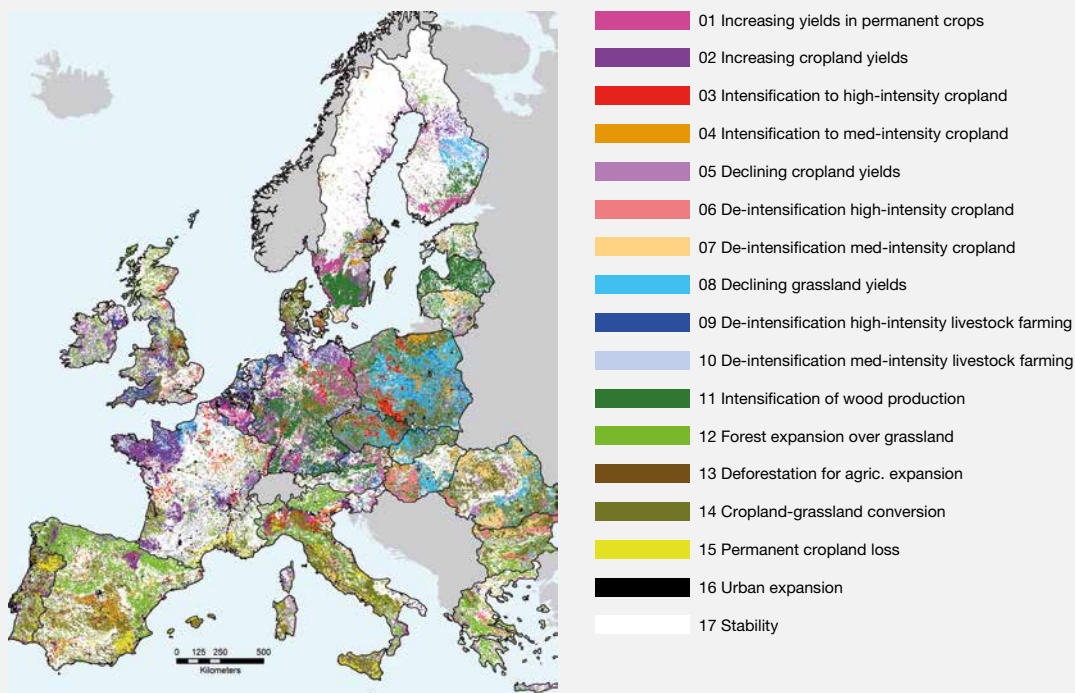 01 Increasing yields in permanent crops
02 Increasing cropland yields
03 Intensification to high-intensity cropland
04 Intensification to med-intensity cropland
05 Declining cropland yields
06 De-intensification high-intensity cropland
07 De-intensification med-intensity cropland
08 Declining grassland yields
09 De-intensification high-intensity livestock farming
10 De-intensification med-intensity livestock farming
11 Intensification of wood production
12 Forest expansion over grassland
13 Deforestation for agric. expansion
14 Cropland-grassland conversion
15 Permanent cropland loss
16 Urban expansion
17 Stability
0 125 250 500
Kilometers